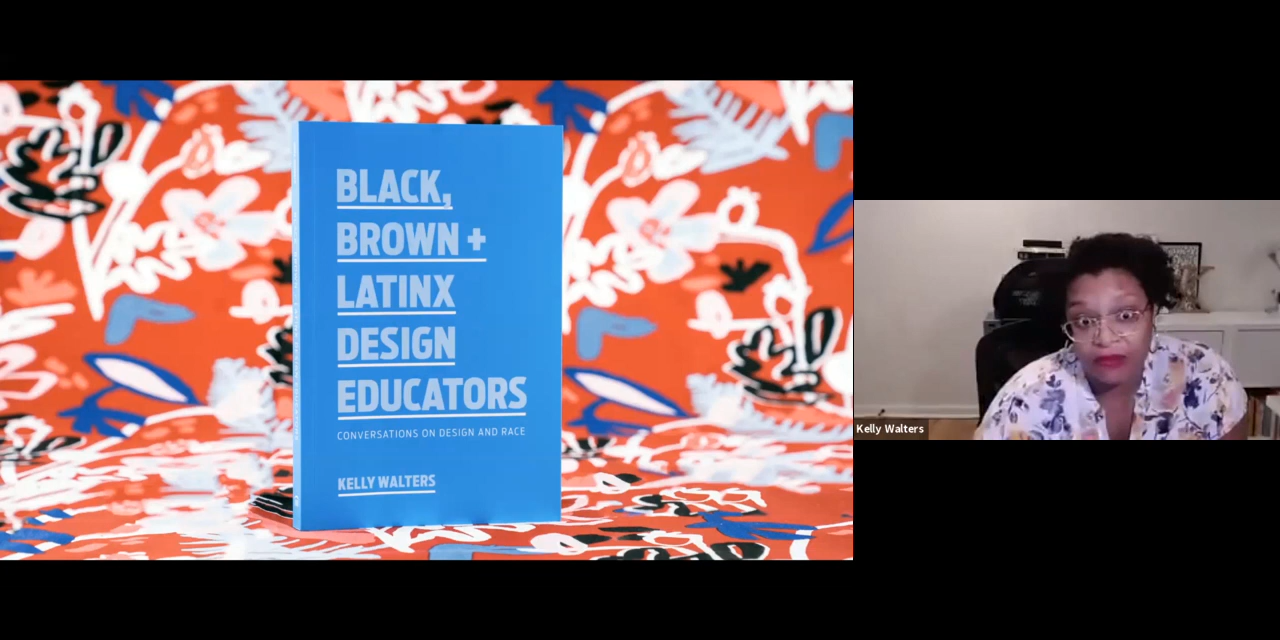 BLACK,
BROWN +
LATINX
DESIGN
EDUCATORS
CONVERSATIONS ON DESIGN AND RACE
KELLY WALTERS
Kelly Walters